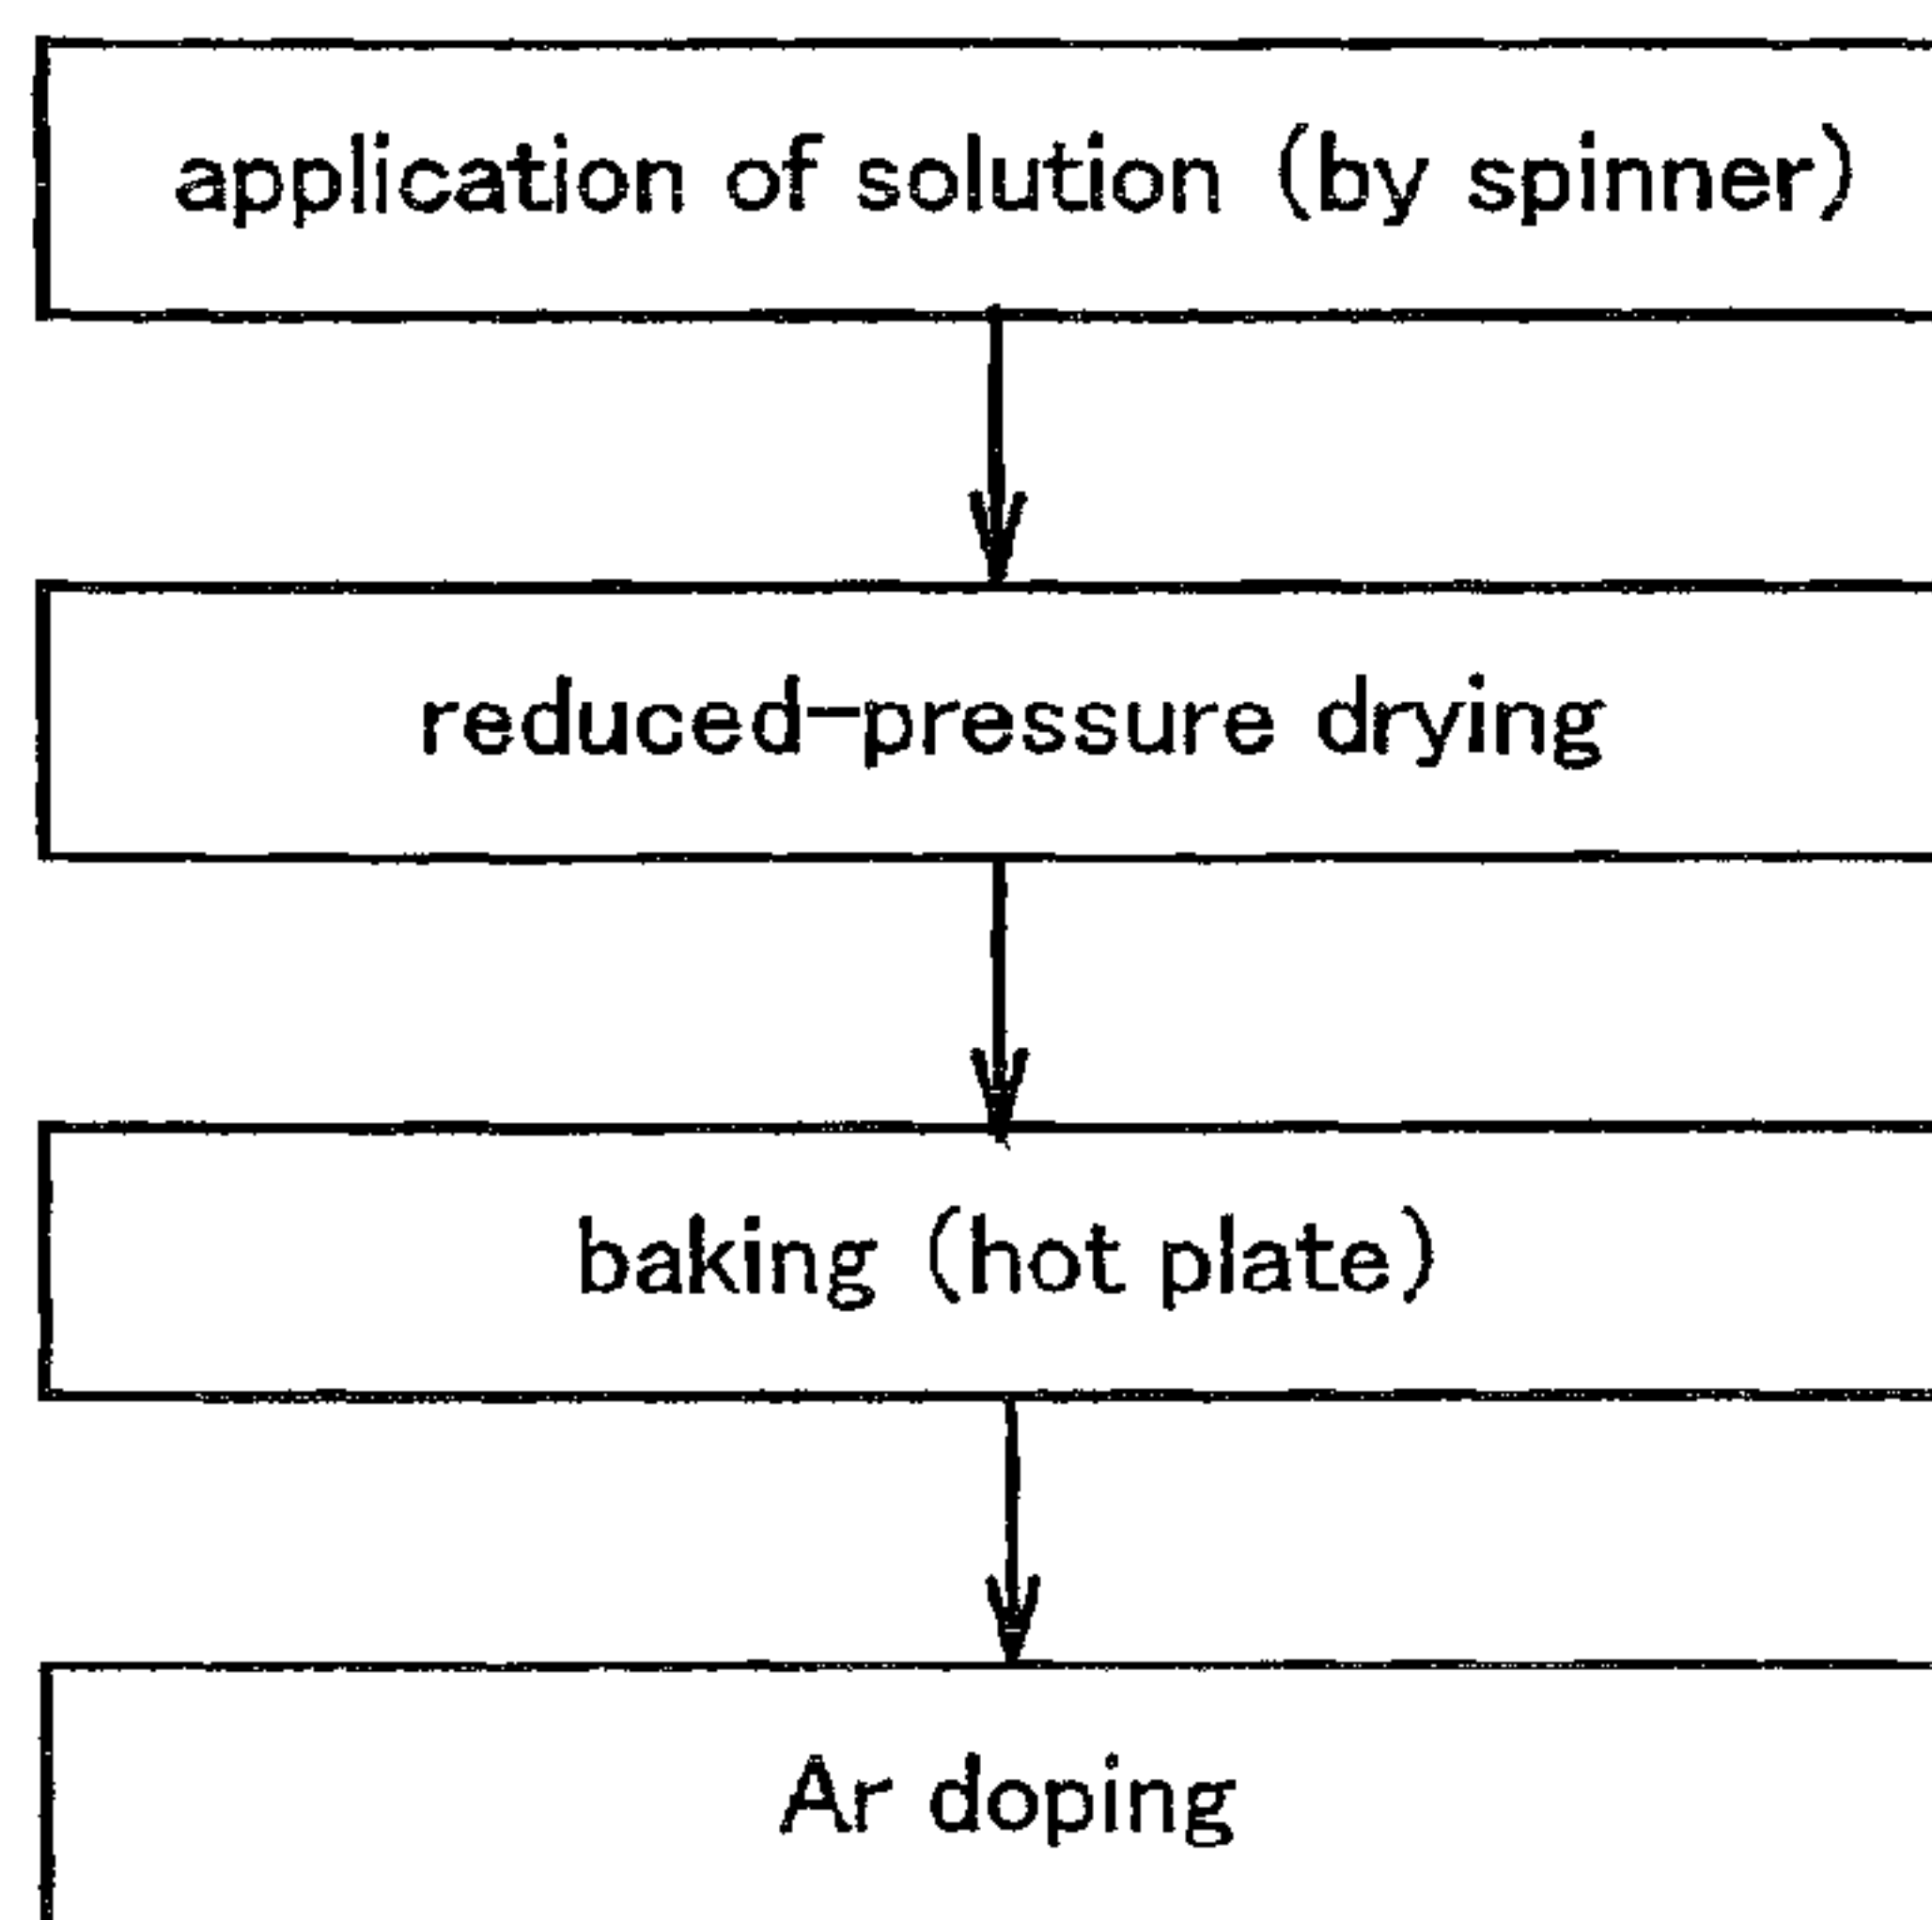 application of solution (by spinner)
reduced-pressure drying
baking (hot plate)
Ar doping